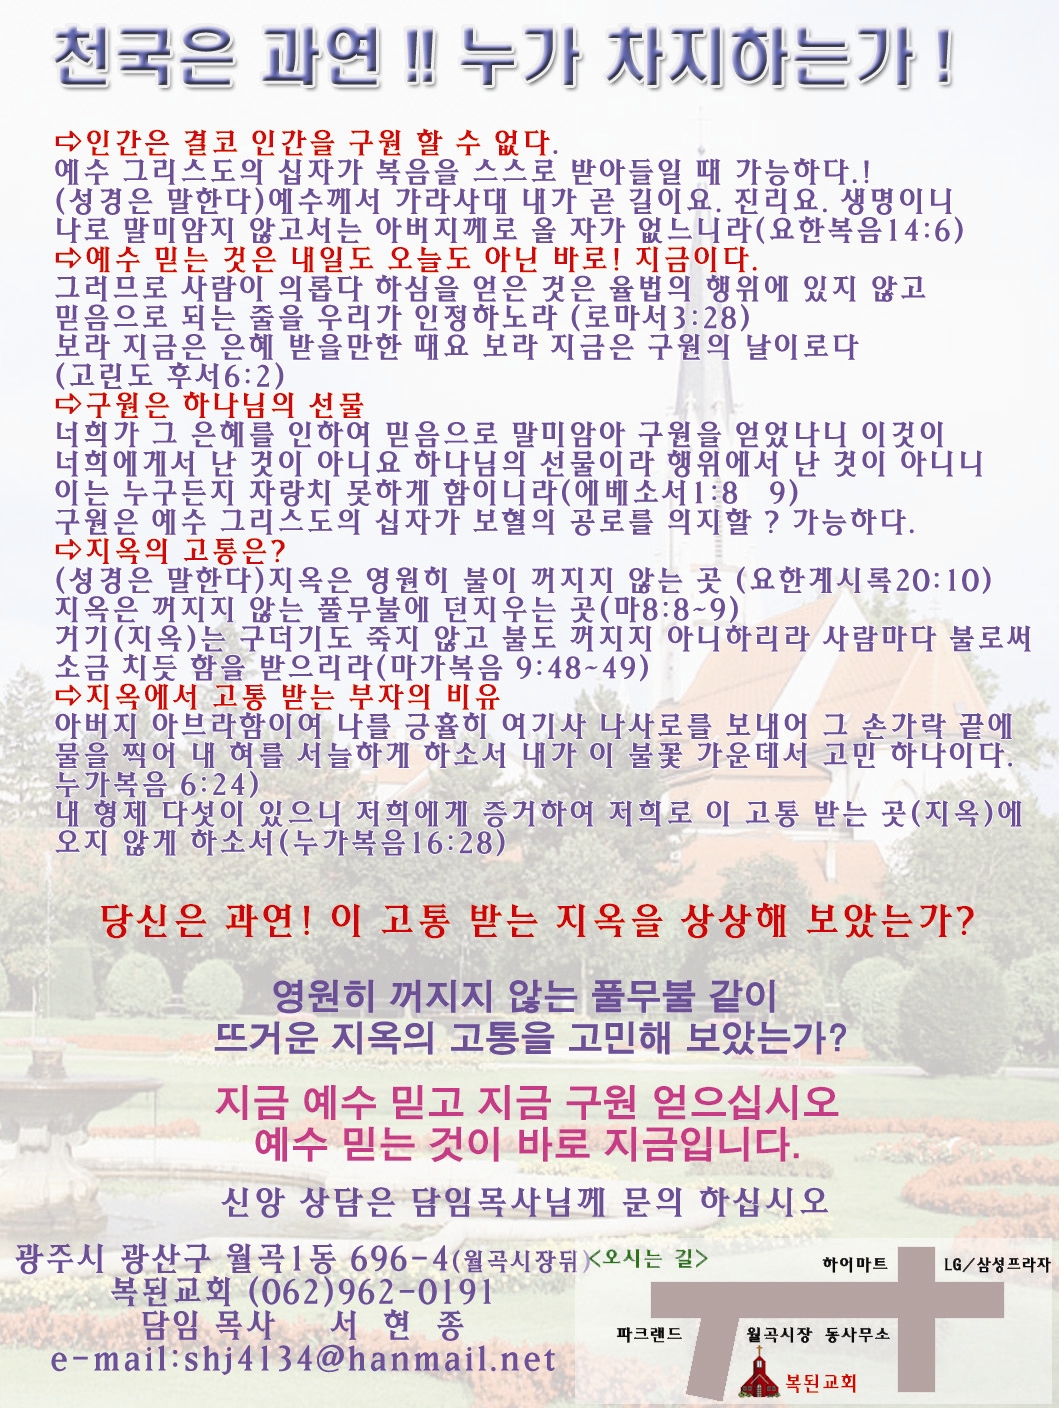 천국은 과연 !! 누가 차지하는가 !
⇨인간은 결코 인간을 구원 할 수 없다.
예수 그리스도의 십자가 복음을 스스로 받아들일 때 가능하다.!
(성경은 말한다)예수께서 가라사대 내가 곧 길이요. 진리요. 생명이니
나로 말미암지 않고서는 아버지께로 올 자가 없느니라(요한복음14:6)
⇨예수 믿는 것은 내일도 오늘도 아닌 바로! 지금이다.
그러므로 사람이 의롭다 하심을 얻은 것은 율법의 행위에 있지 않고
믿음으로 되는 줄을 우리가 인정하노라 (로마서3:28)
보라 지금은 은혜 받을만한 때요 보라 지금은 구원의 날이로다
(고린도 후서6:2)
⇨구원은 하나님의 선물
너희가 그 은혜를 인하여 믿음으로 말미암아 구원을 얻었나니 이것이
너희에게서 난 것이 아니요 하나님의 선물이라 행위에서 난 것이 아니니
이는 누구든지 자랑치 못하게 함이니라(에베소서1:8 9)
구원은 예수 그리스도의 십자가 보혈의 공로를 의지할 ? 가능하다.
⇨지옥의 고통은?
(성경은 말한다)지옥은 영원히 불이 꺼지지 않는 곳 (요한계시록20:10)
지옥은 꺼지지 않는 풀무불에 던지우는 곳(마8:8~9)
거기(지옥)는 구더기도 죽지 않고 불도 꺼지지 아니하리라 사람마다 불로써
소금 치듯 함을 받으리라(마가복음 9:48~49)
⇨지옥에서 고통 받는 부자의 비유
아버지 아브라함이여 나를 긍휼히 여기사 나사로를 보내어 그 손가락 끝에
물을 찍어 내 혀를 서늘하게 하소서 내가 이 불꽃 가운데서 고민 하나이다.
누가복음 6:24)
내 형제 다섯이 있으니 저희에게 증거하여 저희로 이 고통 받는 곳(지옥)에
오지 않게 하소서(누가복음16:28)
당신은 과연! 이 고통 받는 지옥을 상상해 보았는가?
영원히 꺼지지 않는 풀무불 같이
뜨거운 지옥의 고통을 고민해 보았는가?
지금 예수 믿고 지금 구원 얻으십시오
예수 믿는 것이 바로 지금입니다.
신앙 상담은 담임목사님께 문의 하십시오
광주시 광산구 월곡1동 696-4(월곡시장뒤)
복된교회 (062)962-0191
담임 목사 서 현 종
e-mail:shj4134@hanmail.net
<오시는 길>
하이마트 LG/삼성프라자
파크랜드 월곡시장 동사무소
복된교회